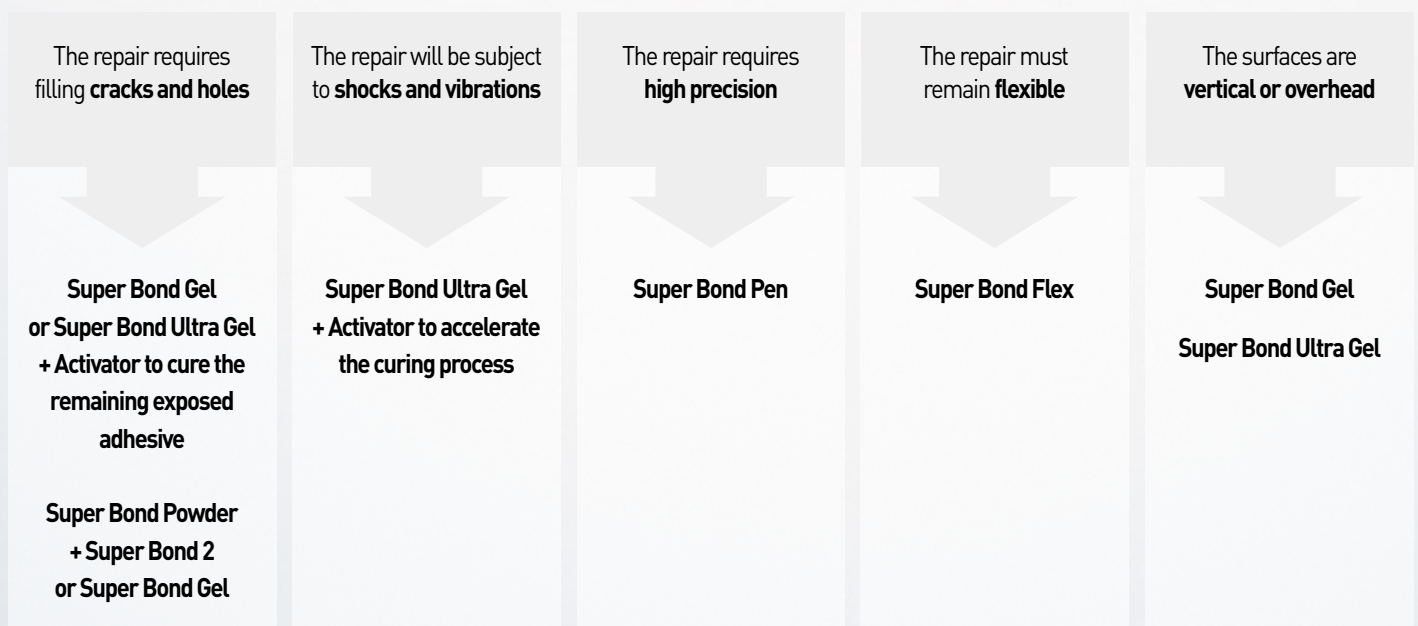 The repair requires
filling cracks and holes
Super Bond Gel
or Super Bond Ultra Gel
+ Activator to cure the
remaining exposed
adhesive
Super Bond Powder
+ Super Bond 2
or Super Bond Gel
The repair will be subject
to shocks and vibrations
Super Bond Ultra Gel
+ Activator to accelerate
the curing process
The repair requires
high precision
Super Bond Pen
The repair must
remain flexible
Super Bond Flex
The surfaces are
vertical or overhead
Super Bond Gel
Super Bond Ultra Gel